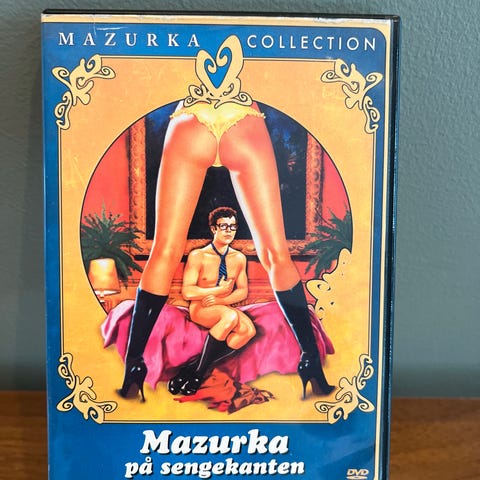 MAZURKA COLLECTION
Mazurka
på sengekanten
DVD